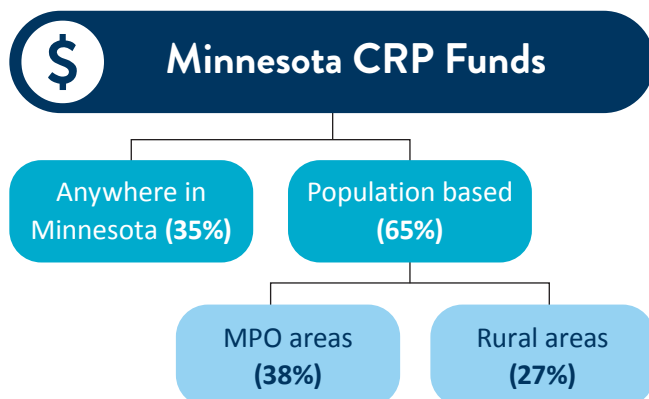 $
Minnesota CRP Funds
Anywhere in
Minnesota (35%)
Population based
(65%)
MPO areas
(38%)
Rural areas
(27%)